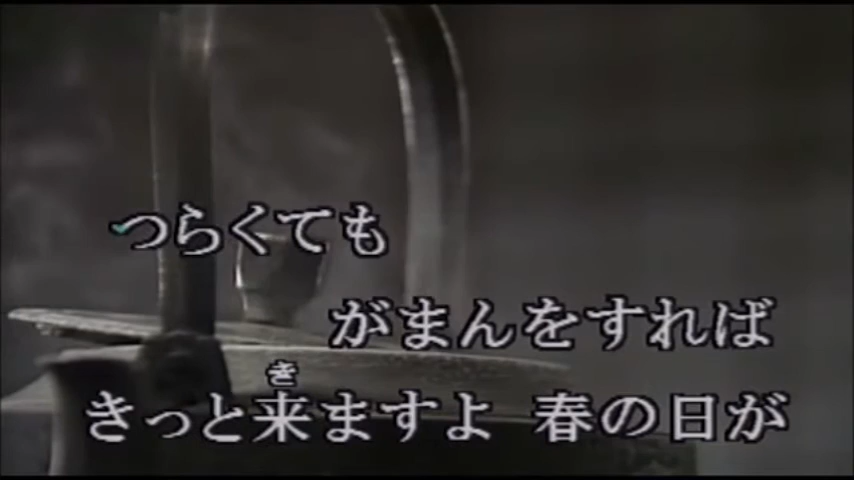 つらくても
がまんをすれば
き
きっと来ますよ 春の日が